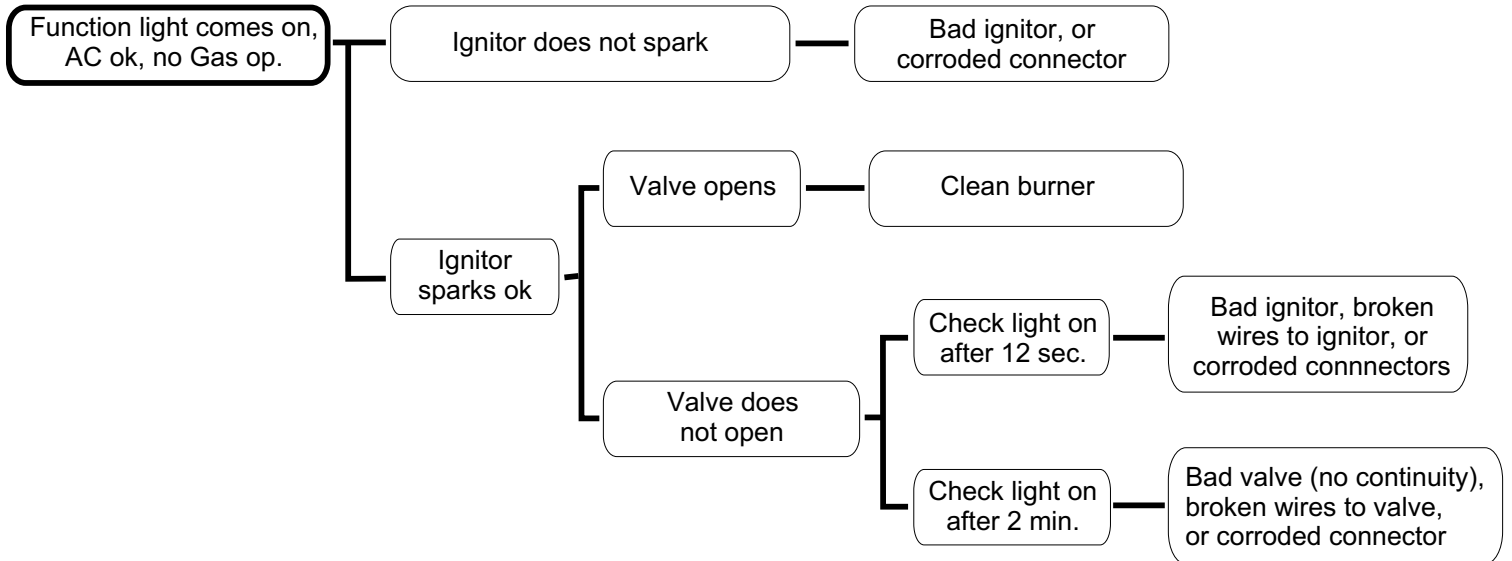 Function light comes on,
AC ok, no Gas op.
Ignitor does not spark
Bad ignitor, or
corroded connector
Ignitor
sparks ok
Valve opens
Clean burner
Valve does
not open
Check light on
after 12 sec.
Bad ignitor, broken
wires to ignitor, or
corroded connnectors
Check light on
after 2 min.
Bad valve (no continuity),
broken wires to valve,
or corroded connector